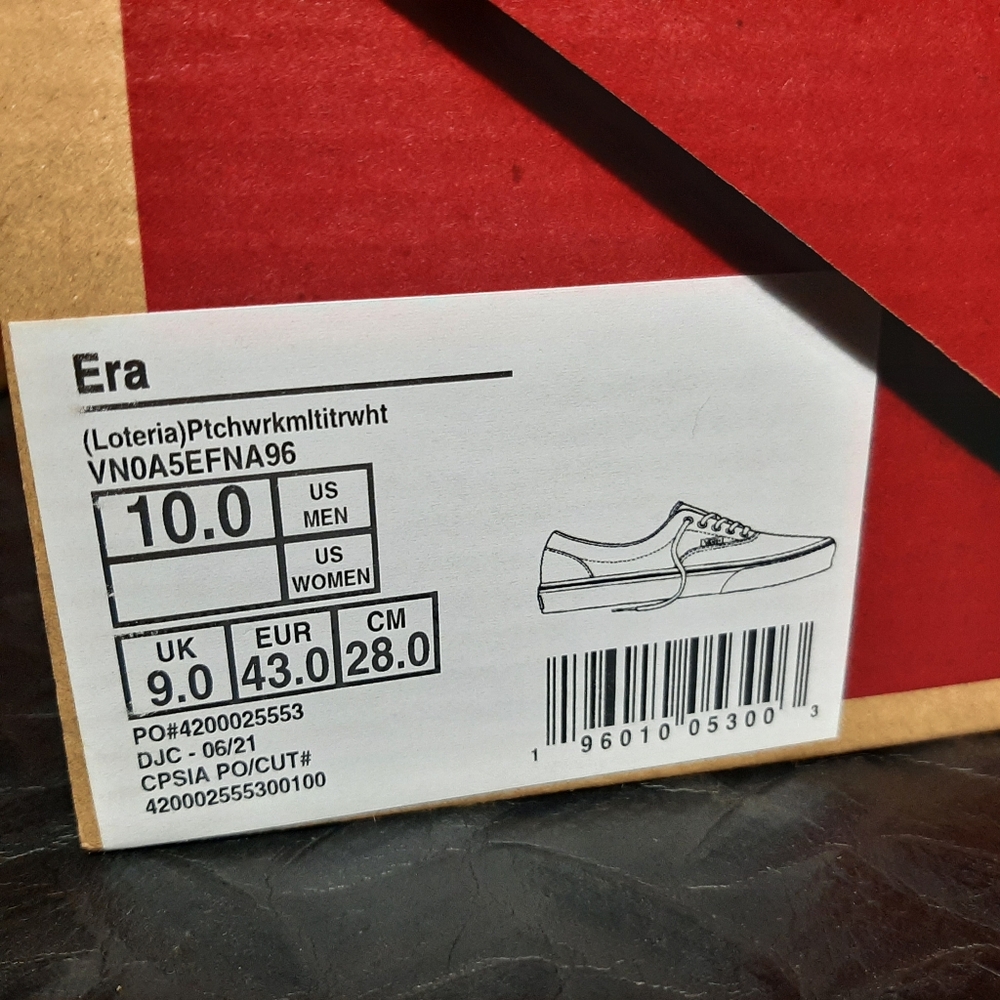 Era
(Loteria)Ptchwrkmltitrwht
VN0A5EFNA96
10.0 US MEN
US WOMEN
UK EUR CM
9.0 43.0 28.0
PO#4200025553
DJC - 06/21
CPSIA PO/CUT#
420002555300100
1 96010 05300 3